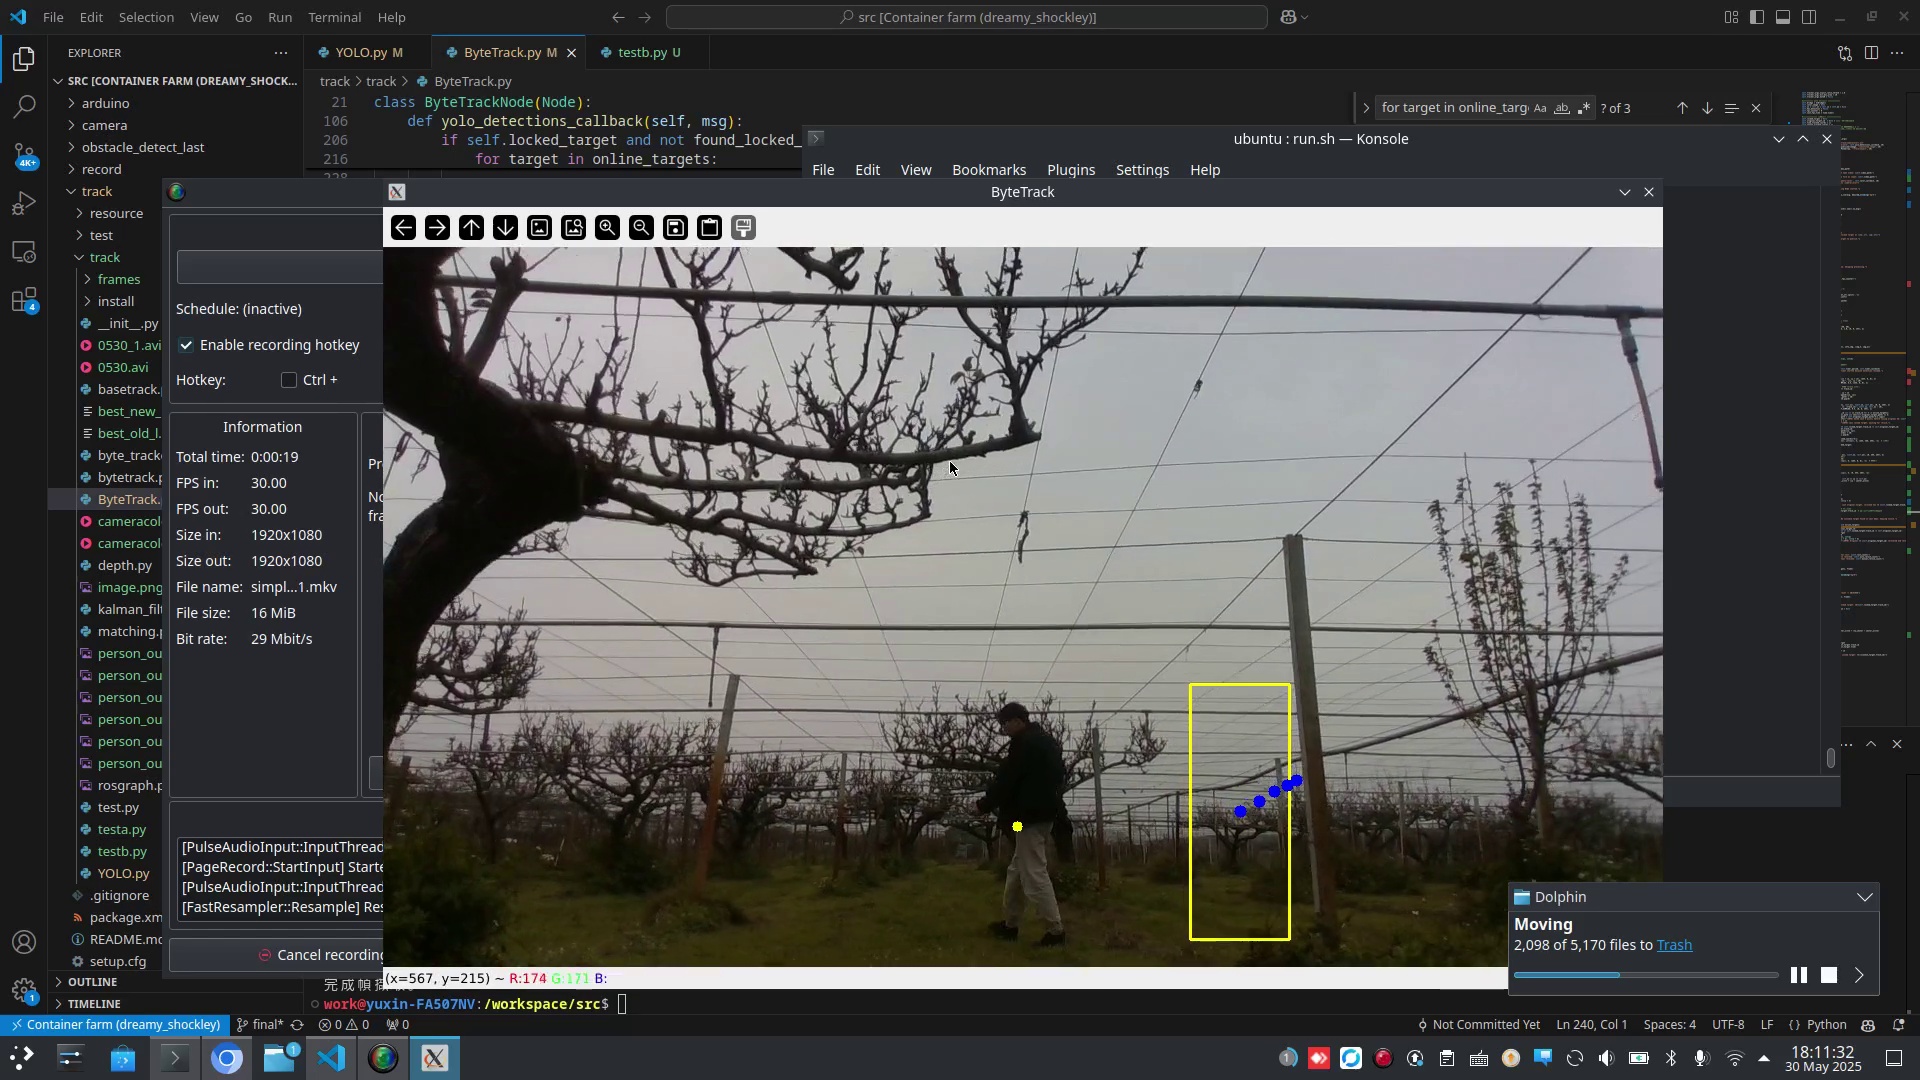 File Edit Selection View Go Run Terminal Help
src [Container farm (dreamy_shockley)]
EXPLORER
YOLO.py M
ByteTrack.py M
testb.py U
SRC [CONTAINER FARM (DREAMY_SHOCK...
track > track > ByteTrack.py
arduino
camera
obstacle_detect_last
record
track
resource
test
track
frames
install
__init__.py
0530_1.avi
0530.avi
basetrack.
best_new_
best_old_l.
byte_track
bytetrack.p
ByteTrack.
cameracol
cameracol
depth.py
image.png
kalman_filt
matching.p
person_ou
person_ou
person_ou
person_ou
person_ou
person_ou
rosgraph.p
test.py
testa.py
testb.py
YOLO.py
.gitignore
package.xm
README.md
setup.cfg
OUTLINE
TIMELINE
21 class ByteTrackNode(Node):
106 def yolo_detections_callback(self, msg):
206 if self.locked_target and not found_locked_
216 for target in online_targets:
for target in online_targ
Aa ab .*
? of 3
ubuntu : run.sh — Konsole
File Edit View Bookmarks Plugins Settings Help
ByteTrack
Schedule: (inactive)
Enable recording hotkey
Hotkey: Ctrl +
Information
Total time: 0:00:19
FPS in: 30.00
FPS out: 30.00
Size in: 1920x1080
Size out: 1920x1080
File name: simpl...1.mkv
File size: 16 MiB
Bit rate: 29 Mbit/s
Pr
No
fra
[PulseAudioInput::InputThread
[PageRecord::StartInput] Starte
[PulseAudioInput::InputThread
[FastResampler::Resample] Res
Cancel recording
(x=567, y=215) ~ R:174 G:171 B:
work@yuxin-FA507NV:/workspace/src$
Dolphin
Moving
2,098 of 5,170 files to Trash
4K+
4
1
Container farm (dreamy_shockley)
final*
0 0
0
Not Committed Yet
Ln 240, Col 1
Spaces: 4
UTF-8
LF
Python
1
1
18:11:32
30 May 2025